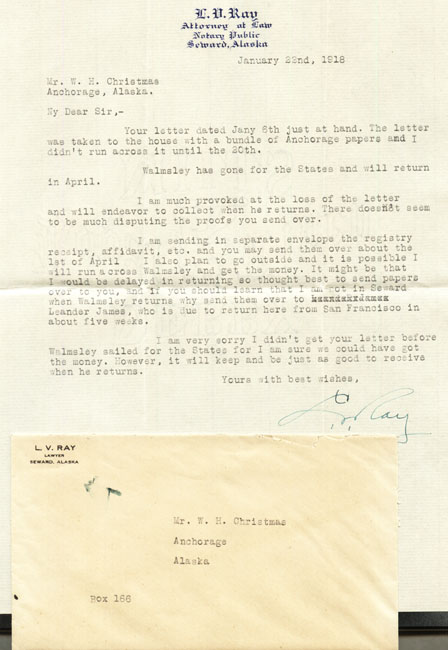 L. V. Ray
Attorney at Law
Notary Public
Seward, Alaska
January 22nd, 1918
Mr. W. H. Christmas
Anchorage, Alaska.
My Dear Sir,-
Your letter dated Jany 8th just at hand. The letter
was taken to the house with a bundle of Anchorage papers and I
didn't run across it until the 20th.
Walmsley has gone for the States and will return
in April.
I am much provoked at the loss of the letter
and will endeavor to collect when he returns. There doesn't seem
to be much disputing the proofs you send over.
I am sending in separate envelope the registry
receipt, affidavit, etc. and you may send them over about the
1st of April I also plan to go outside and it is possible I
will run across Walmsley and get the money. It might be that
I would be delayed in returning so thought best to send papers
over to you, and if you should learn that I am not in Seward
when Walmsley returns why send them over to
Leander James, who is due to return here from San Francisco in
about five weeks.
I am very sorry I didn't get your letter before
Walmsley sailed for the States for I am sure we could have got
the money. However, it will keep and be just as good to receive
when he returns.
Yours with best wishes,
L. V. Ray
L. V. RAY
LAWYER
SEWARD, ALASKA
Mr. W. H. Christmas
Anchorage
Alaska
Box 166